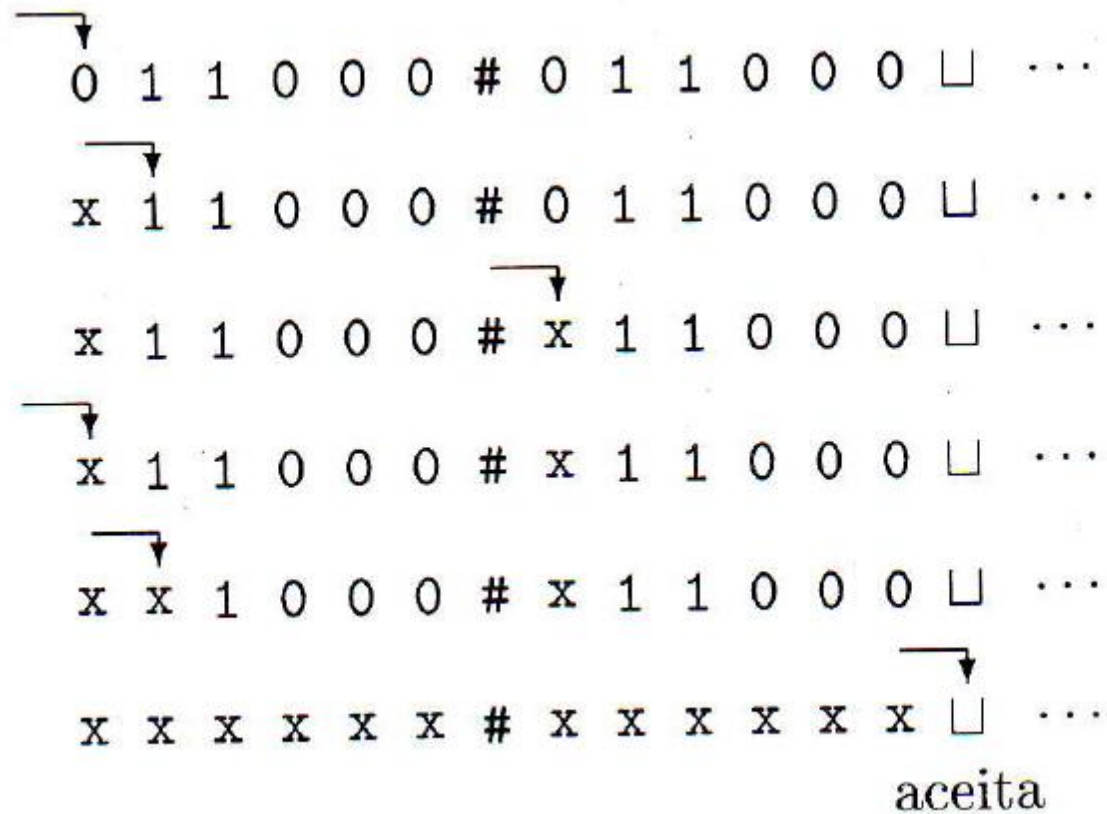 0 1 1 0 0 0 # 0 1 1 0 0 0 ⊔ ···
x 1 1 0 0 0 # 0 1 1 0 0 0 ⊔ ···
x 1 1 0 0 0 # x 1 1 0 0 0 ⊔ ···
x 1 1 0 0 0 # x 1 1 0 0 0 ⊔ ···
x x 1 0 0 0 # x 1 1 0 0 0 ⊔ ···
x x x x x x # x x x x x x ⊔ ···
aceita